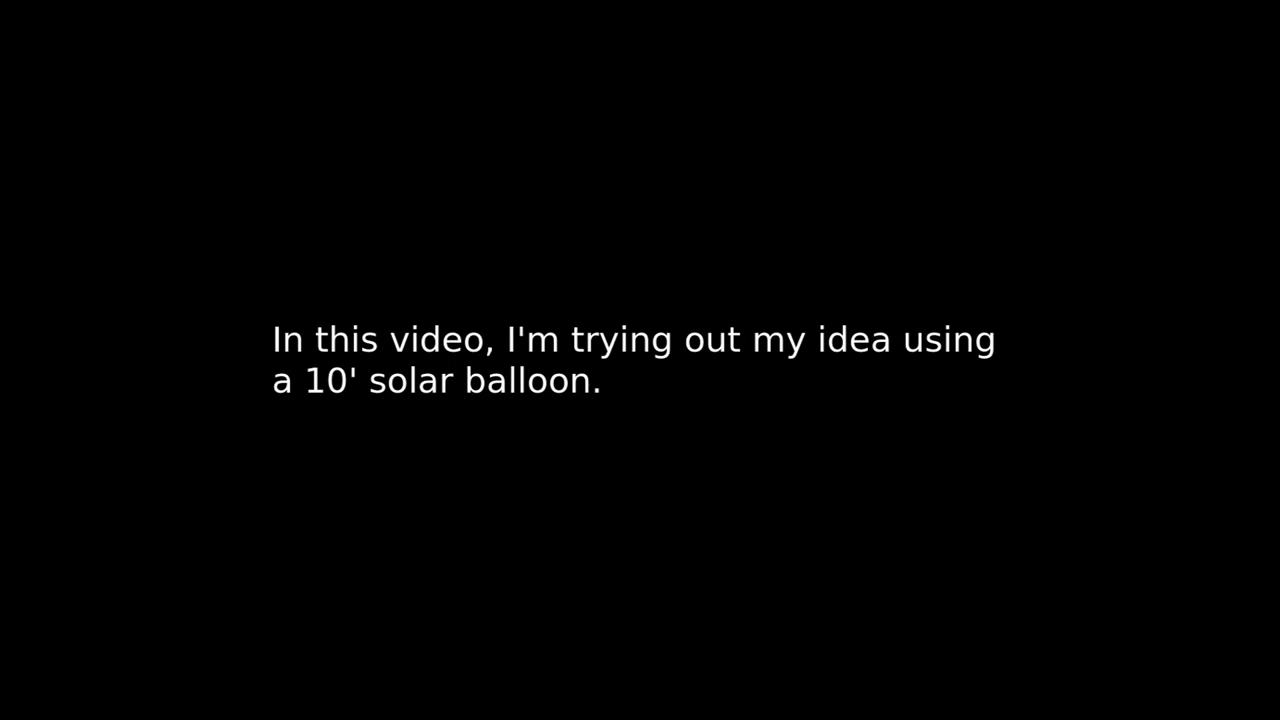 In this video, I'm trying out my idea using
a 10' solar balloon.